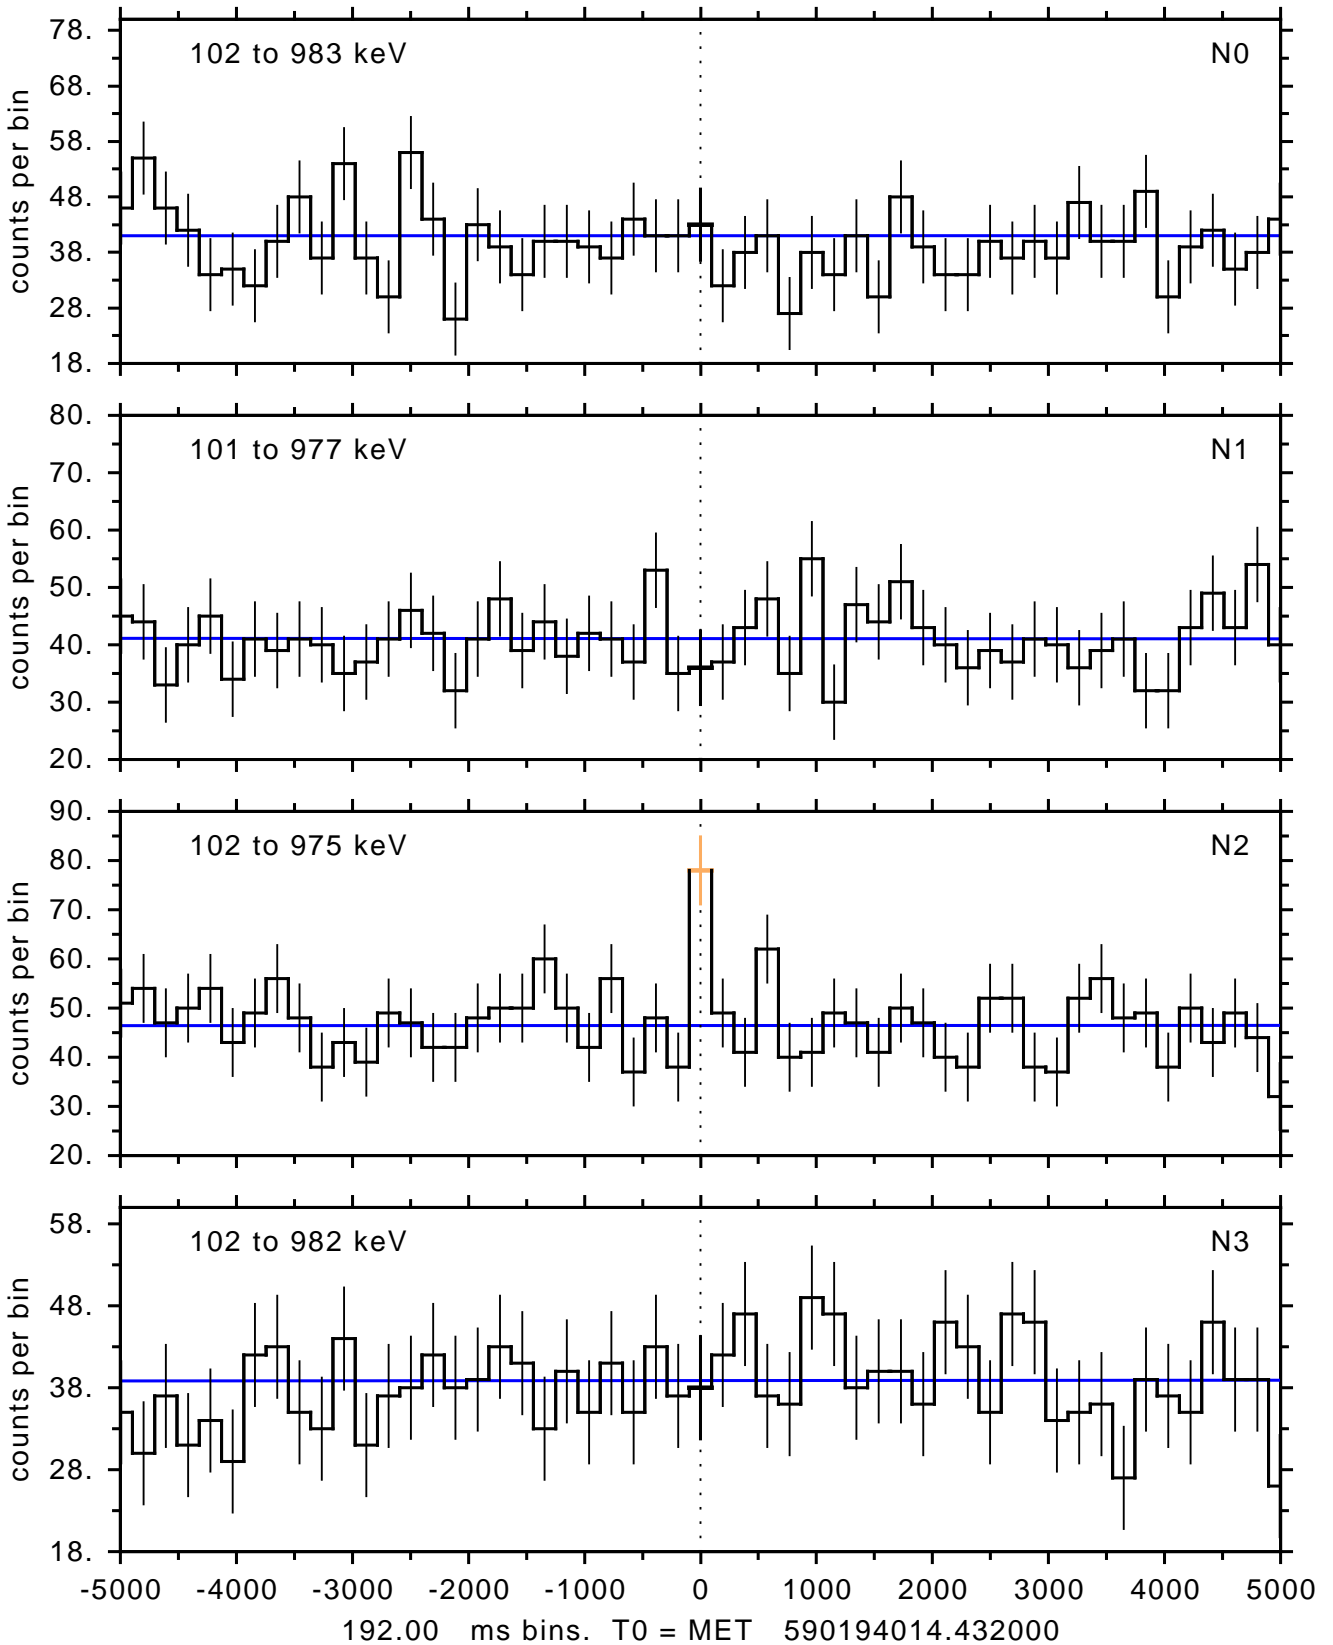 78.
102 to 983 keV N0
68.
58.
48.
38.
28.
18.
counts per bin
80.
101 to 977 keV N1
70.
60.
50.
40.
30.
20.
counts per bin
90.
102 to 975 keV N2
80.
70.
60.
50.
40.
30.
20.
counts per bin
58.
102 to 982 keV N3
48.
38.
28.
18.
counts per bin
-5000 -4000 -3000 -2000 -1000 0 1000 2000 3000 4000 5000
192.00 ms bins. T0 = MET 590194014.432000